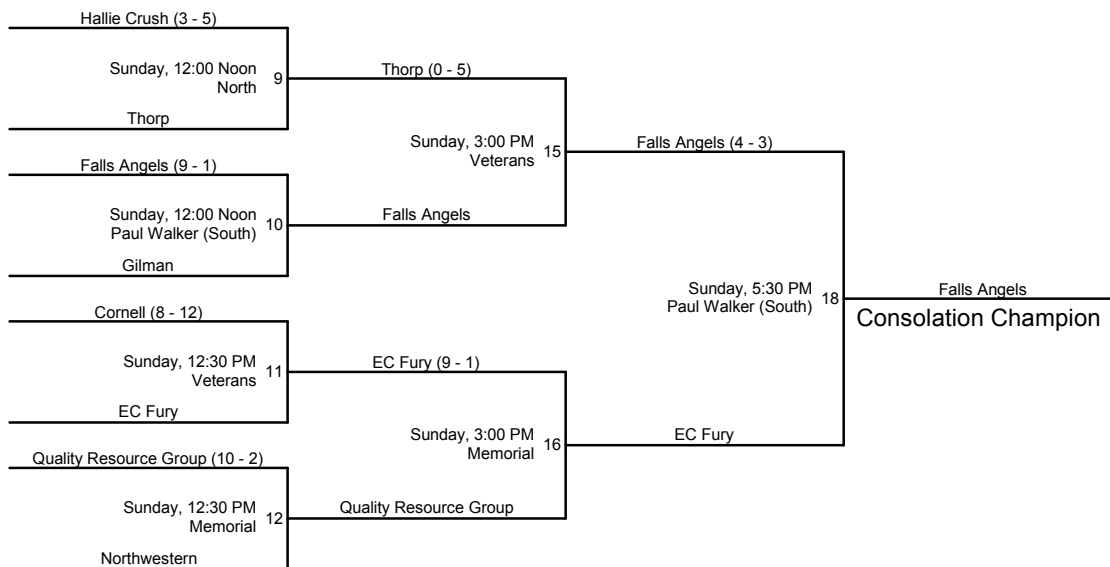 Hallie Crush (3 - 5)
Sunday, 12:00 Noon
North
9
Thorp
Thorp (0 - 5)
Sunday, 3:00 PM
Veterans
15
Falls Angels (4 - 3)
Falls Angels (9 - 1)
Sunday, 12:00 Noon
Paul Walker (South)
10
Falls Angels
Gilman
Sunday, 5:30 PM
Paul Walker (South)
18
Falls Angels
Consolation Champion
Cornell (8 - 12)
Sunday, 12:30 PM
Veterans
11
EC Fury (9 - 1)
EC Fury
Sunday, 3:00 PM
Memorial
16
EC Fury
Quality Resource Group (10 - 2)
Sunday, 12:30 PM
Memorial
12
Quality Resource Group
Northwestern